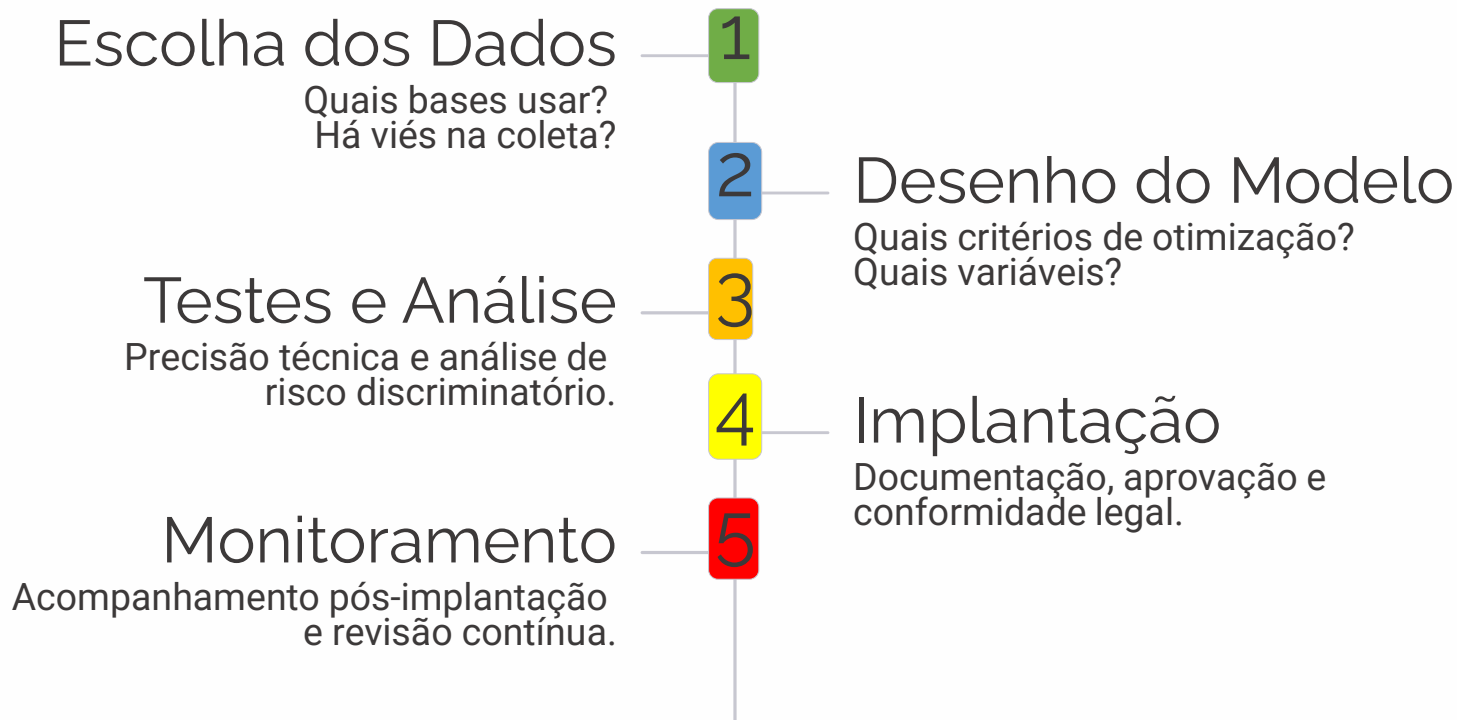 Escolha dos Dados
Quais bases usar?
Há viés na coleta?
1
2
Desenho do Modelo
Quais critérios de otimização?
Quais variáveis?
Testes e Análise
Precisão técnica e análise de
risco discriminatório.
3
4
Implantação
Documentação, aprovação e
conformidade legal.
Monitoramento
Acompanhamento pós-implantação
e revisão contínua.
5